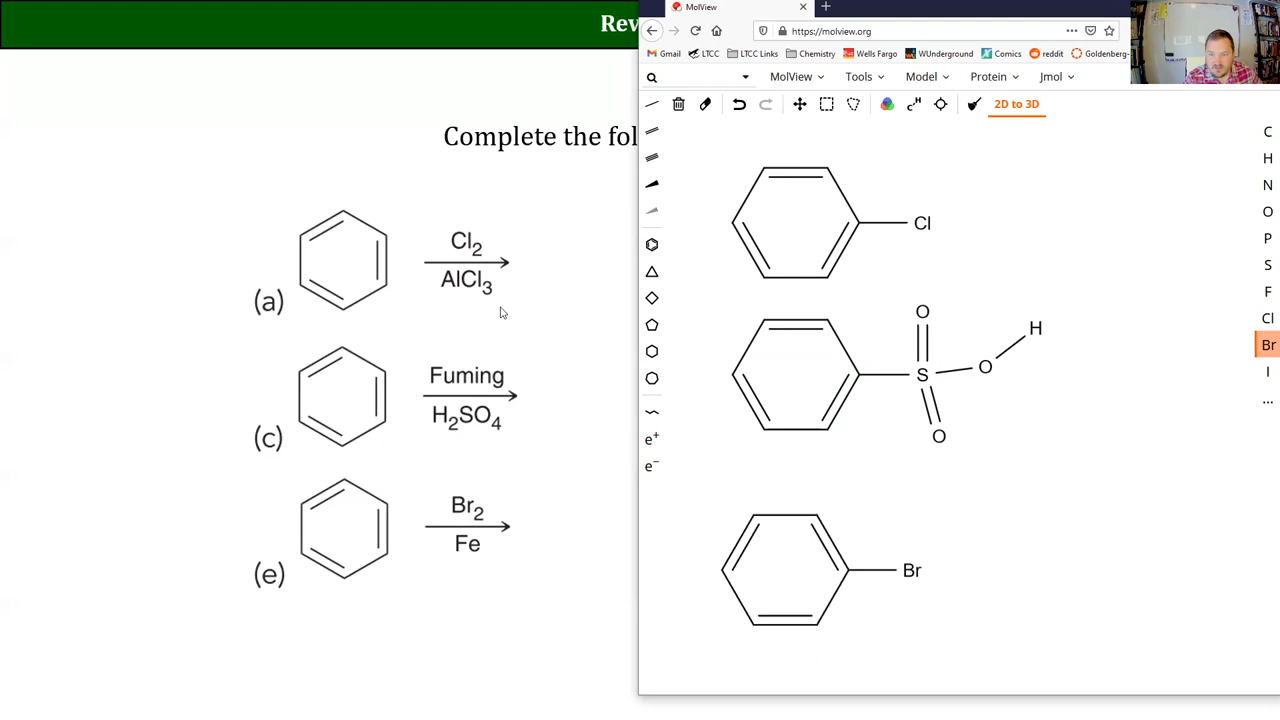 Rev
Complete the fol
(a)
Cl2
AlCl3
(c)
Fuming
H2SO4
(e)
Br2
Fe
MolView
https://molview.org
Gmail LTCC LTCC Links Chemistry Wells Fargo WUnderground Comics reddit Goldenberg-
MolView Tools Model Protein Jmol
2D to 3D
C
H
N
O
P
S
F
Cl
Br
I
...
e+
e−
Cl
O
H
S O
O
Br